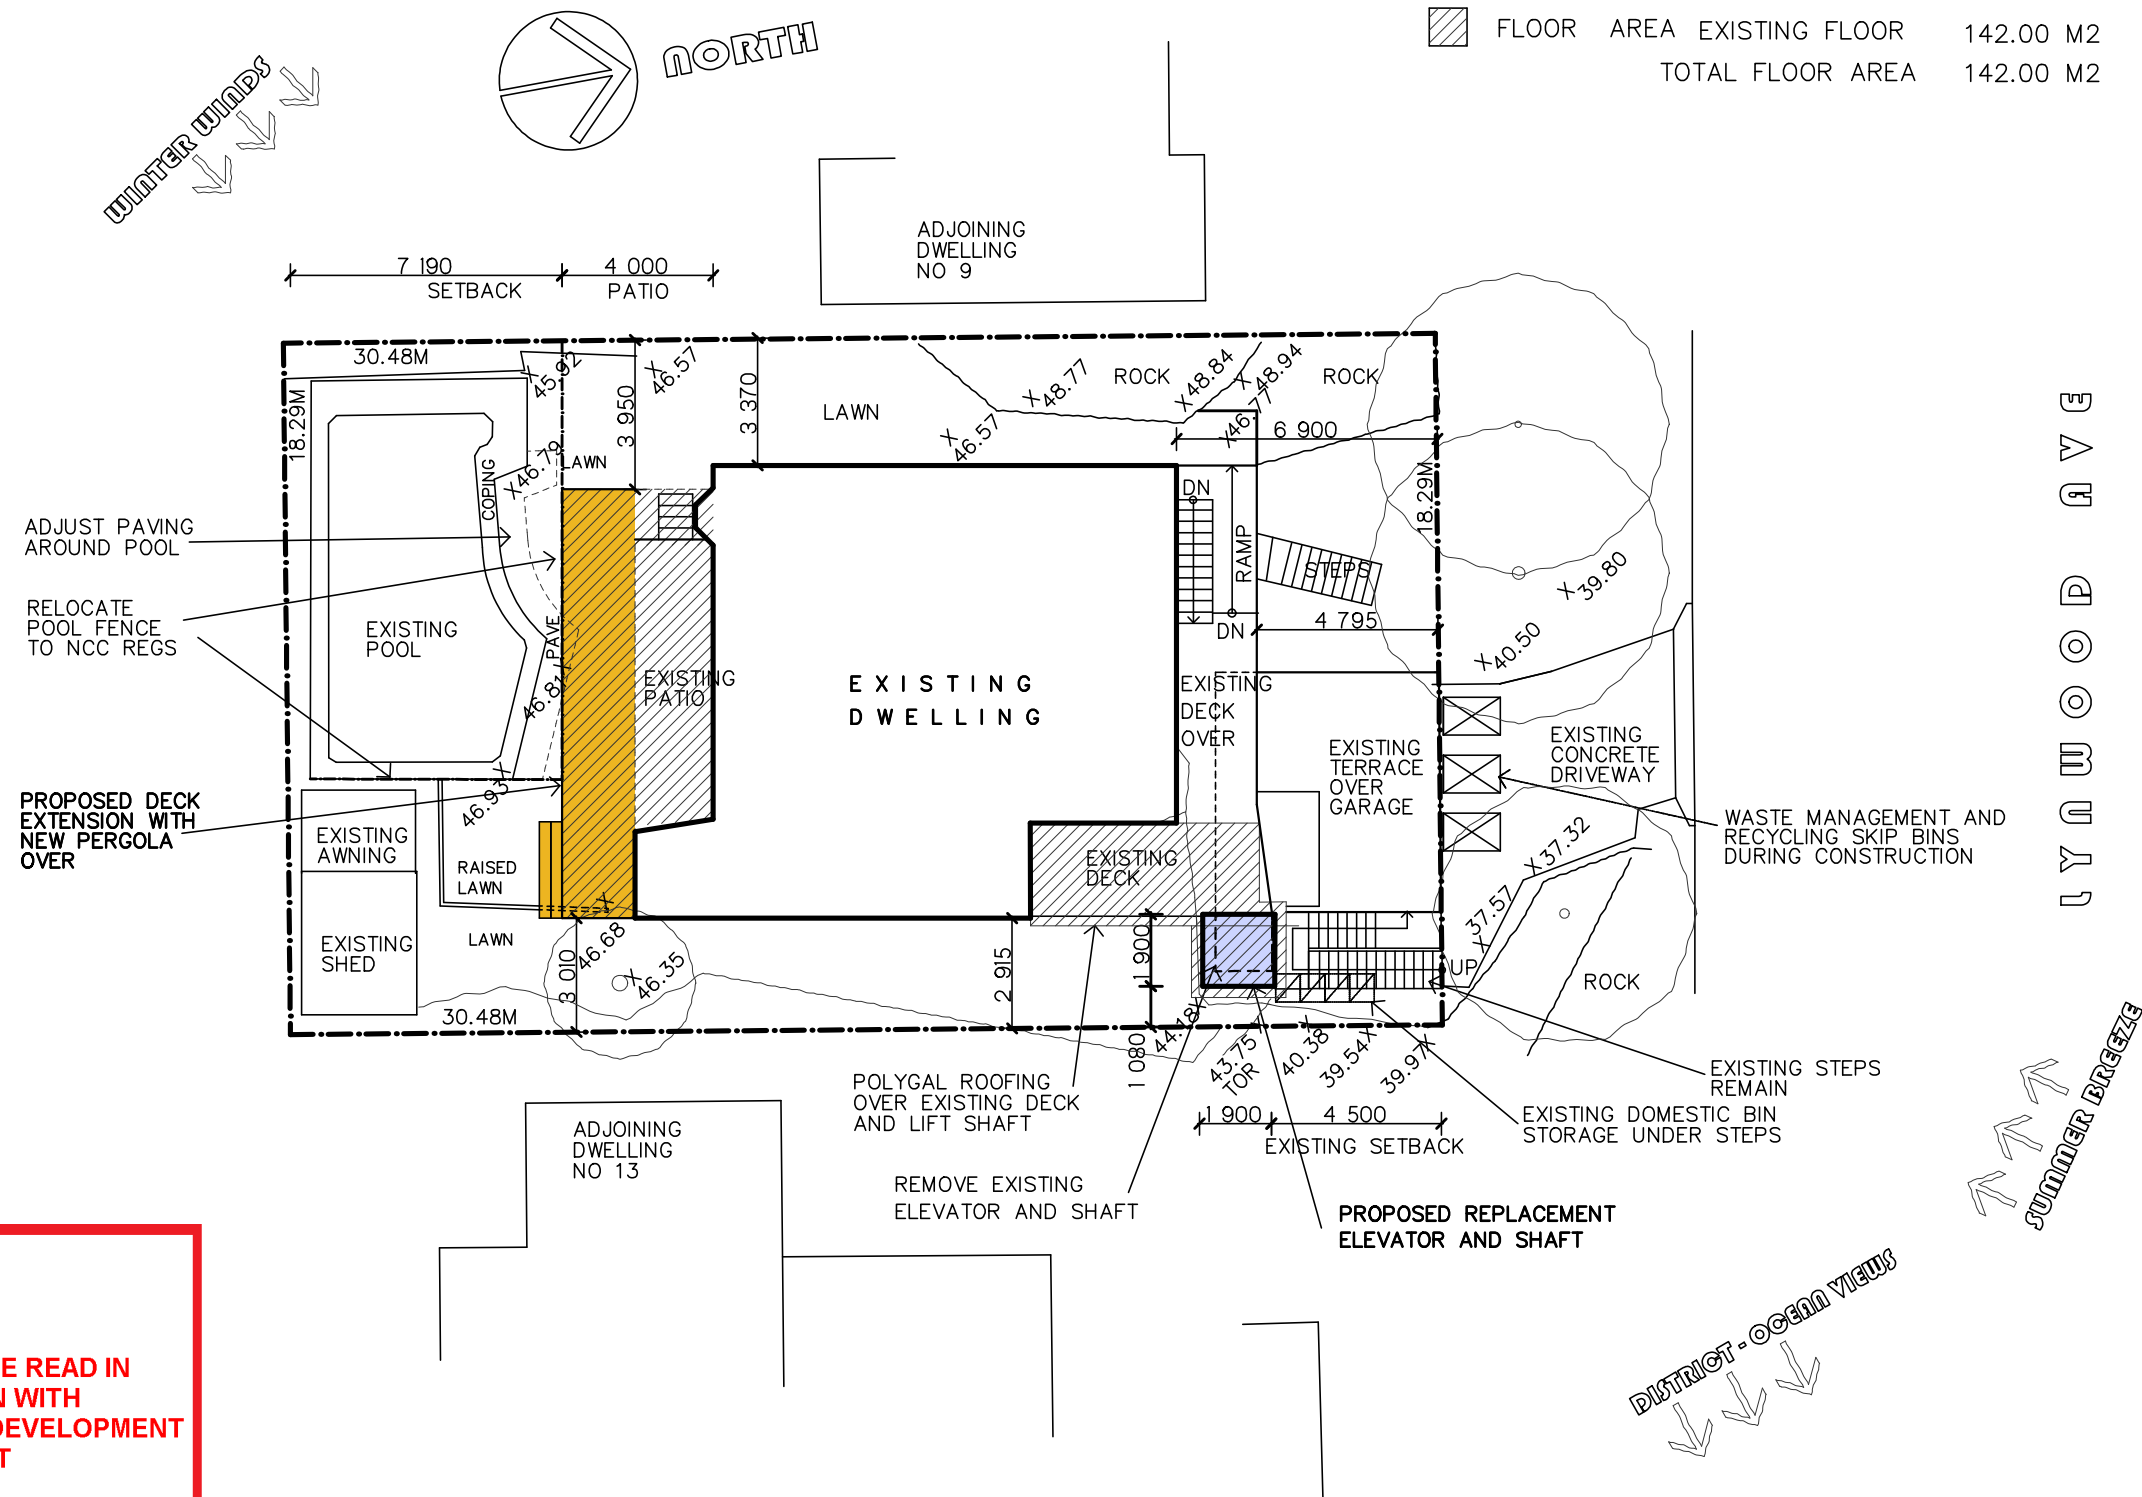 FLOOR AREA EXISTING FLOOR 142.00 M2
TOTAL FLOOR AREA 142.00 M2
NORTH
WINTER WINDS
ADJOINING
DWELLING
NO 9
7 190
SETBACK
4 000
PATIO
30.48M
18.29M
45.92
46.57
3 950
3 370
LAWN
46.57
48.77
ROCK
48.84
48.94
46.77
ROCK
6 900
18.29M
COPING
46.79
LAWN
DN
RAMP
STEPS
DN
4 795
39.80
40.50
LYNWOOD AVE
ADJUST PAVING
AROUND POOL
RELOCATE
POOL FENCE
TO NCC REGS
EXISTING
POOL
PAVE
46.81
EXISTING
PATIO
EXISTING
DWELLING
EXISTING
DECK
OVER
EXISTING
TERRACE
OVER
GARAGE
EXISTING
CONCRETE
DRIVEWAY
PROPOSED DECK
EXTENSION WITH
NEW PERGOLA
OVER
46.93
EXISTING
AWNING
RAISED
LAWN
EXISTING
SHED
LAWN
30.48M
3 010
46.68
46.35
EXISTING
DECK
2 915
1 900
1 080
UP
37.57
37.32
ROCK
WASTE MANAGEMENT AND
RECYCLING SKIP BINS
DURING CONSTRUCTION
44.18
43.75
TOR
40.38
39.54
39.97
1 900
4 500
EXISTING SETBACK
POLYGAL ROOFING
OVER EXISTING DECK
AND LIFT SHAFT
EXISTING STEPS
REMAIN
EXISTING DOMESTIC BIN
STORAGE UNDER STEPS
REMOVE EXISTING
ELEVATOR AND SHAFT
PROPOSED REPLACEMENT
ELEVATOR AND SHAFT
ADJOINING
DWELLING
NO 13
SUMMER BREEZE
DISTRICT - OCEAN VIEWS
E READ IN
N WITH
DEVELOPMENT
T